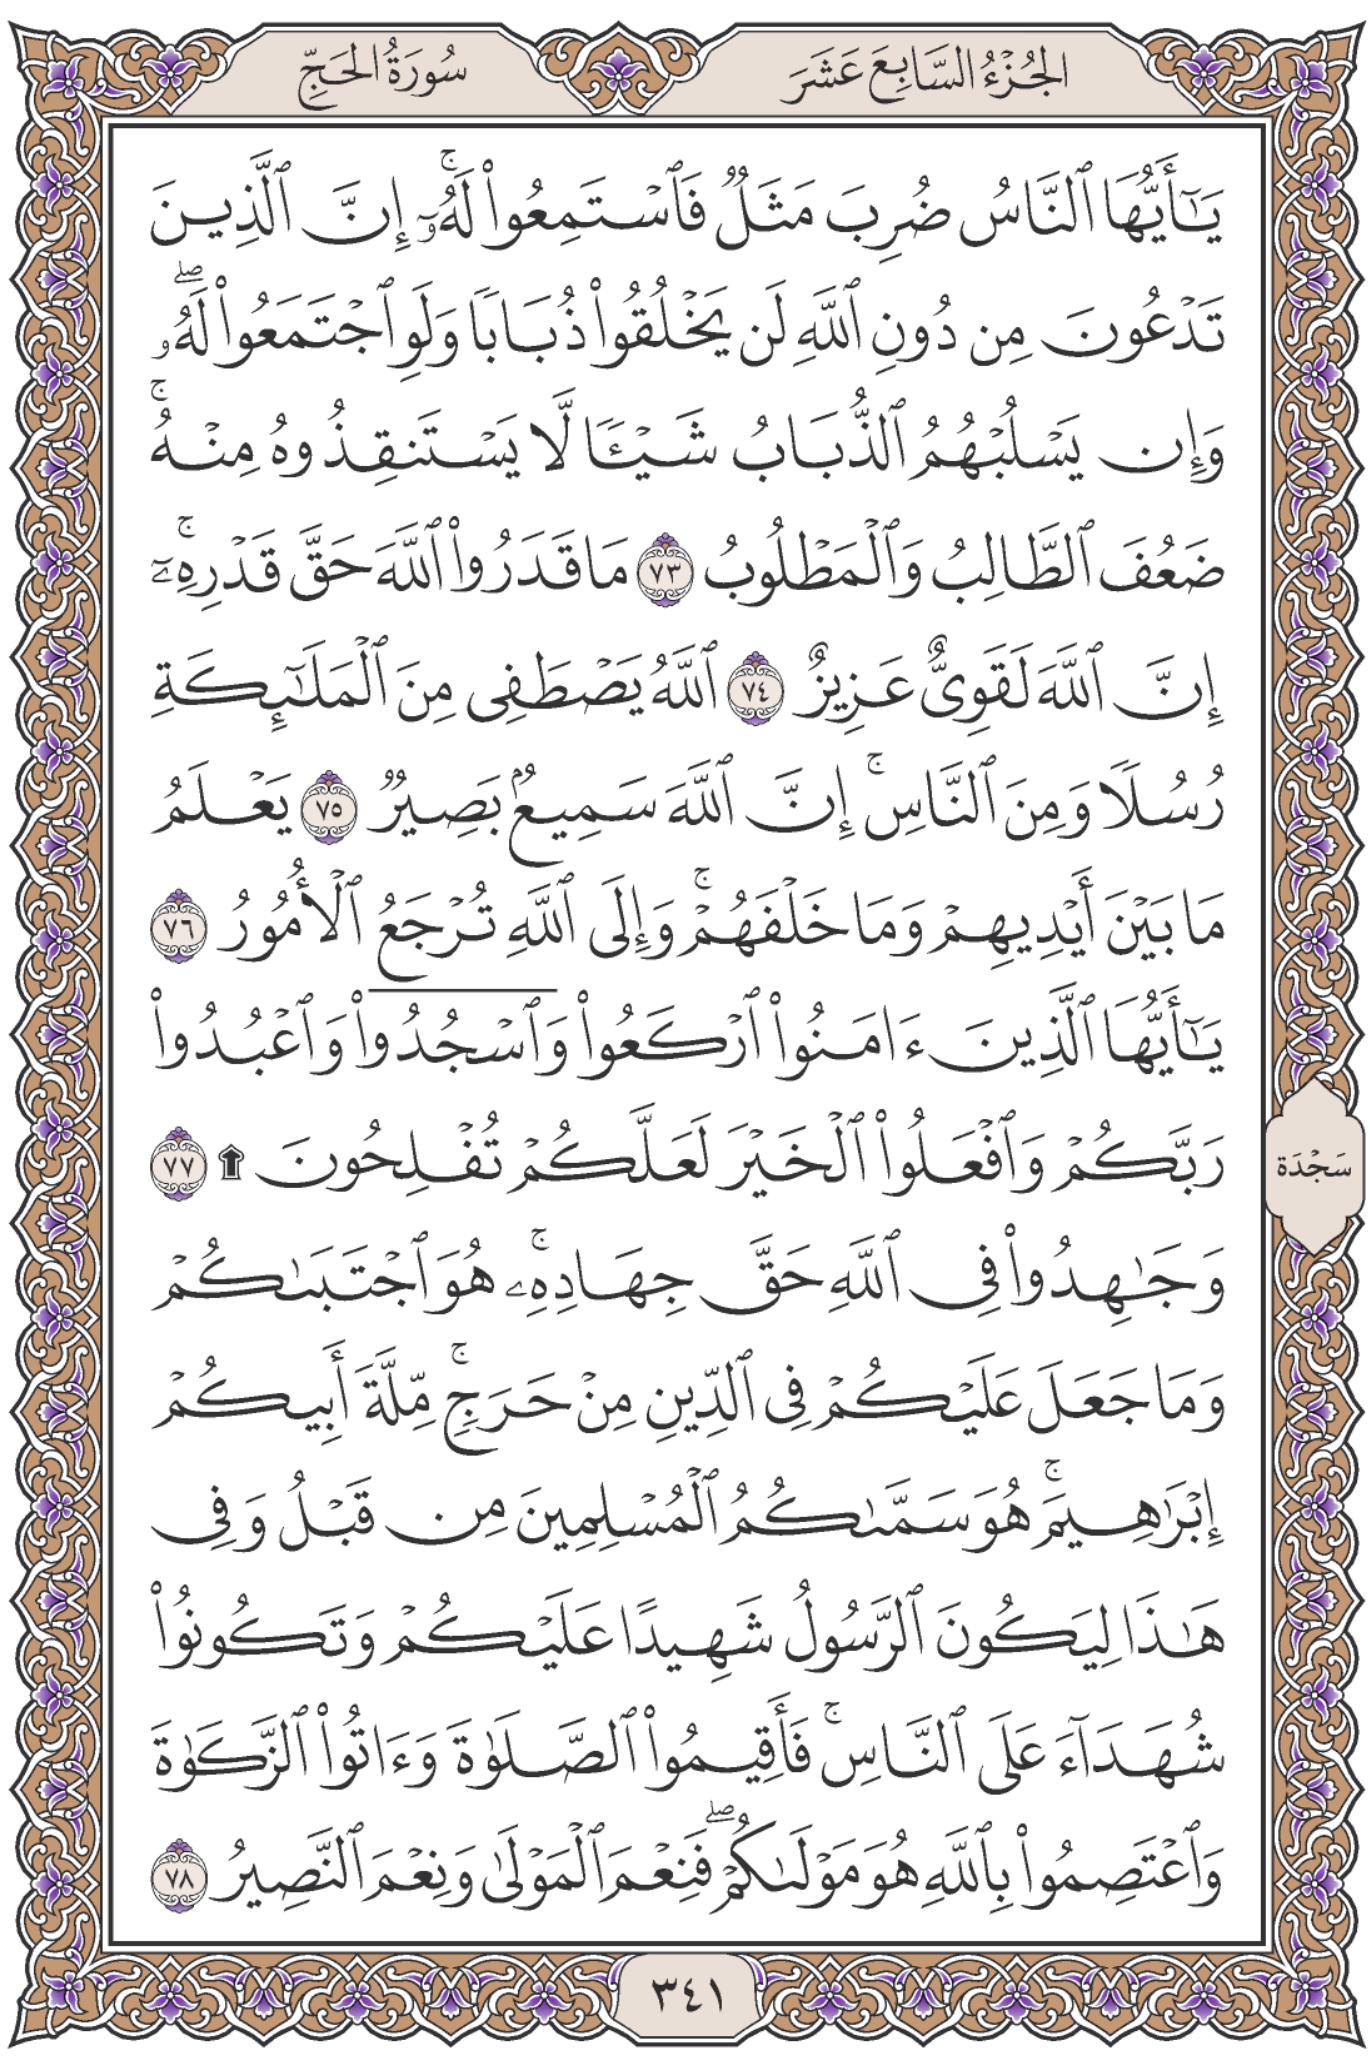 الجُزْءُ السَّابِعَ عَشَرَ
سُورَةُ الحَجِّ
يَٰٓأَيُّهَا ٱلنَّاسُ ضُرِبَ مَثَلٞ فَٱسۡتَمِعُواْ لَهُۥٓۚ إِنَّ ٱلَّذِينَ
تَدۡعُونَ مِن دُونِ ٱللَّهِ لَن يَخۡلُقُواْ ذُبَابٗا وَلَوِ ٱجۡتَمَعُواْ لَهُۥۖ
وَإِن يَسۡلُبۡهُمُ ٱلذُّبَابُ شَيۡـٔٗا لَّا يَسۡتَنقِذُوهُ مِنۡهُۚ
ضَعُفَ ٱلطَّالِبُ وَٱلۡمَطۡلُوبُ ٧٣ مَا قَدَرُواْ ٱللَّهَ حَقَّ قَدۡرِهِۦٓۚ
إِنَّ ٱللَّهَ لَقَوِيٌّ عَزِيزٌ ٧٤ ٱللَّهُ يَصۡطَفِي مِنَ ٱلۡمَلَٰٓئِكَةِ
رُسُلٗا وَمِنَ ٱلنَّاسِۚ إِنَّ ٱللَّهَ سَمِيعُۢ بَصِيرٞ ٧٥ يَعۡلَمُ
مَا بَيۡنَ أَيۡدِيهِمۡ وَمَا خَلۡفَهُمۡۚ وَإِلَى ٱللَّهِ تُرۡجَعُ ٱلۡأُمُورُ ٧٦
يَٰٓأَيُّهَا ٱلَّذِينَ ءَامَنُواْ ٱرۡكَعُواْ وَٱسۡجُدُواْ وَٱعۡبُدُواْ
رَبَّكُمۡ وَٱفۡعَلُواْ ٱلۡخَيۡرَ لَعَلَّكُمۡ تُفۡلِحُونَ ۩ ٧٧
سَجْدَة
وَجَٰهِدُواْ فِي ٱللَّهِ حَقَّ جِهَادِهِۦۚ هُوَ ٱجۡتَبَىٰكُمۡ
وَمَا جَعَلَ عَلَيۡكُمۡ فِي ٱلدِّينِ مِنۡ حَرَجٖۚ مِّلَّةَ أَبِيكُمۡ
إِبۡرَٰهِيمَۚ هُوَ سَمَّىٰكُمُ ٱلۡمُسۡلِمِينَ مِن قَبۡلُ وَفِي
هَٰذَا لِيَكُونَ ٱلرَّسُولُ شَهِيدًا عَلَيۡكُمۡ وَتَكُونُواْ
شُهَدَآءَ عَلَى ٱلنَّاسِۚ فَأَقِيمُواْ ٱلصَّلَوٰةَ وَءَاتُواْ ٱلزَّكَوٰةَ
وَٱعۡتَصِمُواْ بِٱللَّهِ هُوَ مَوۡلَىٰكُمۡۖ فَنِعۡمَ ٱلۡمَوۡلَىٰ وَنِعۡمَ ٱلنَّصِيرُ ٧٨
٣٤١